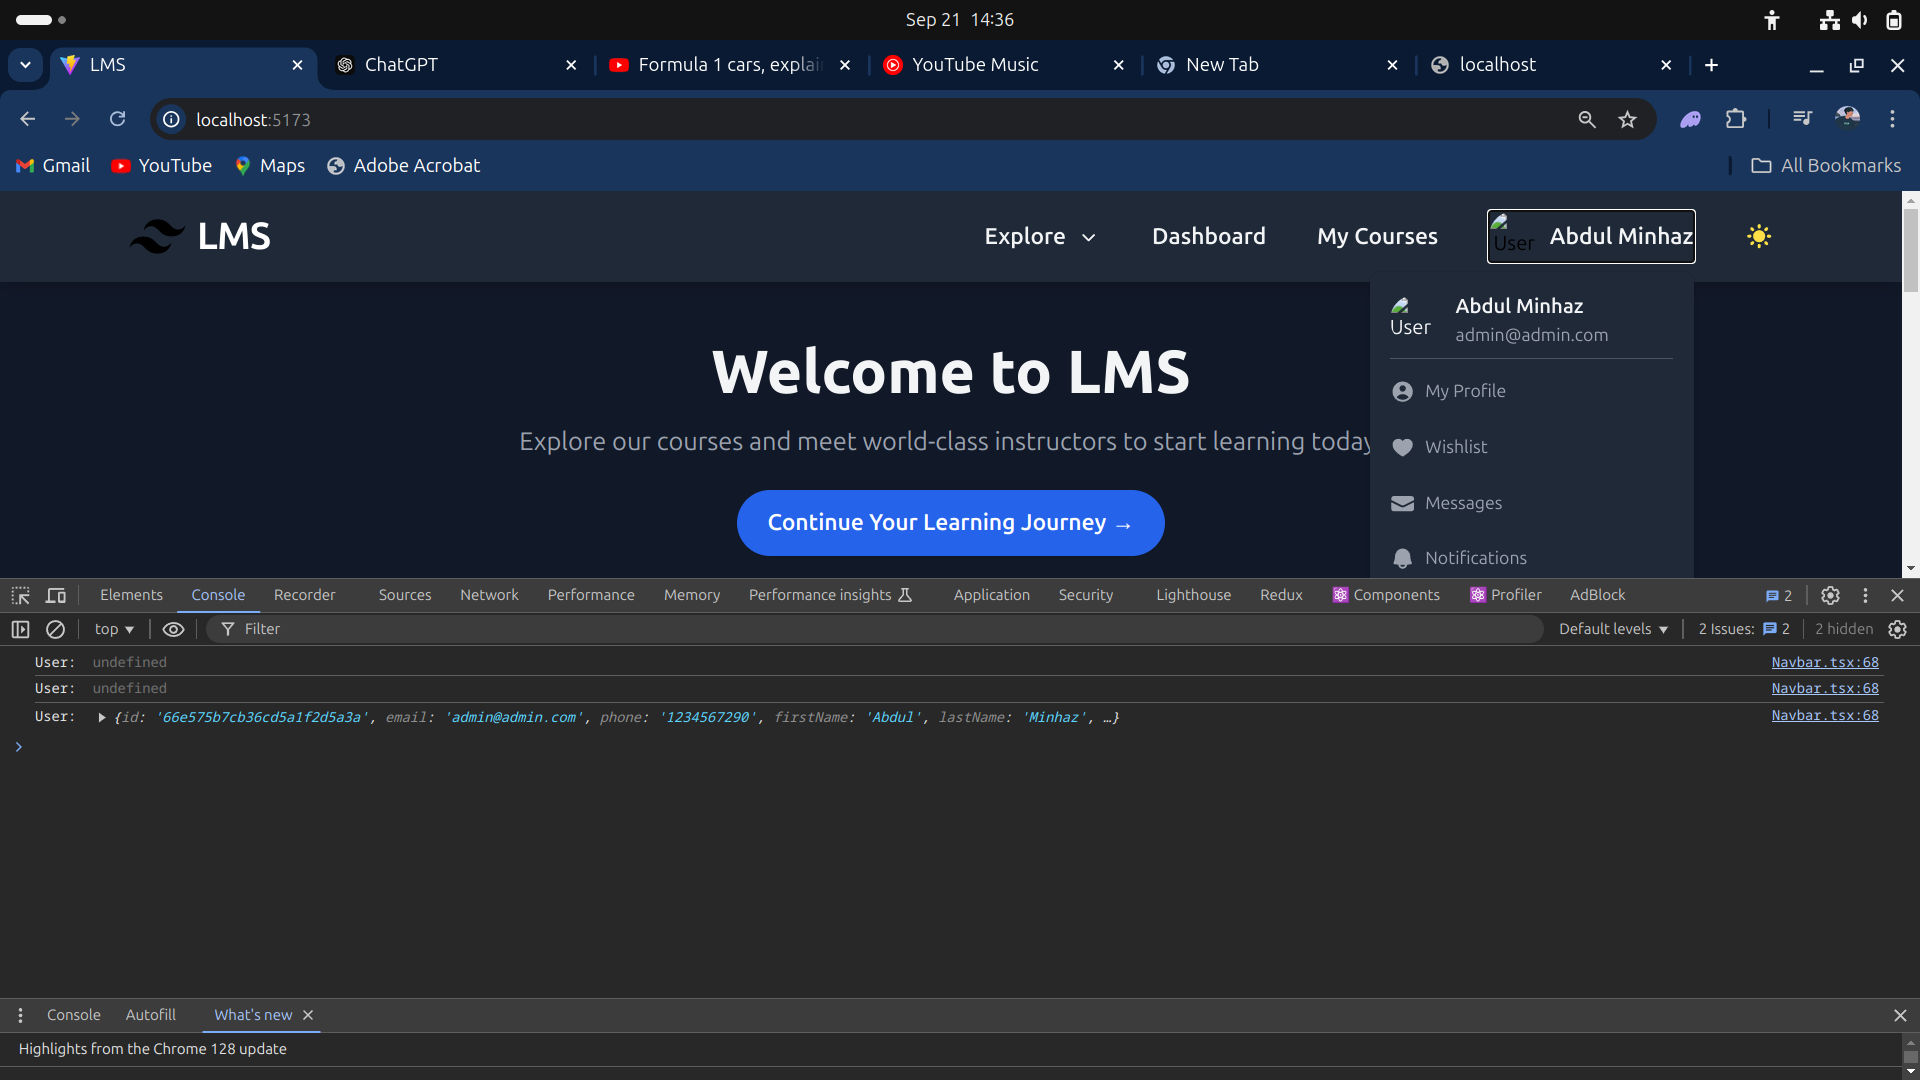 Sep 21 14:36
LMS
ChatGPT
Formula 1 cars, explai
YouTube Music
New Tab
localhost
localhost:5173
Gmail
YouTube
Maps
Adobe Acrobat
All Bookmarks
LMS
Explore
Dashboard
My Courses
User
Abdul Minhaz
User
Abdul Minhaz
admin@admin.com
Welcome to LMS
My Profile
Explore our courses and meet world-class instructors to start learning today
Wishlist
Messages
Continue Your Learning Journey →
Notifications
Elements Console Recorder Sources Network Performance Memory Performance insights Application Security Lighthouse Redux Components Profiler AdBlock 2
top Filter Default levels 2 Issues: 2 2 hidden
User: undefined Navbar.tsx:68
User: undefined Navbar.tsx:68
User: {id: '66e575b7cb36cd5a1f2d5a3a', email: 'admin@admin.com', phone: '1234567290', firstName: 'Abdul', lastName: 'Minhaz', …} Navbar.tsx:68
Console Autofill What's new
Highlights from the Chrome 128 update